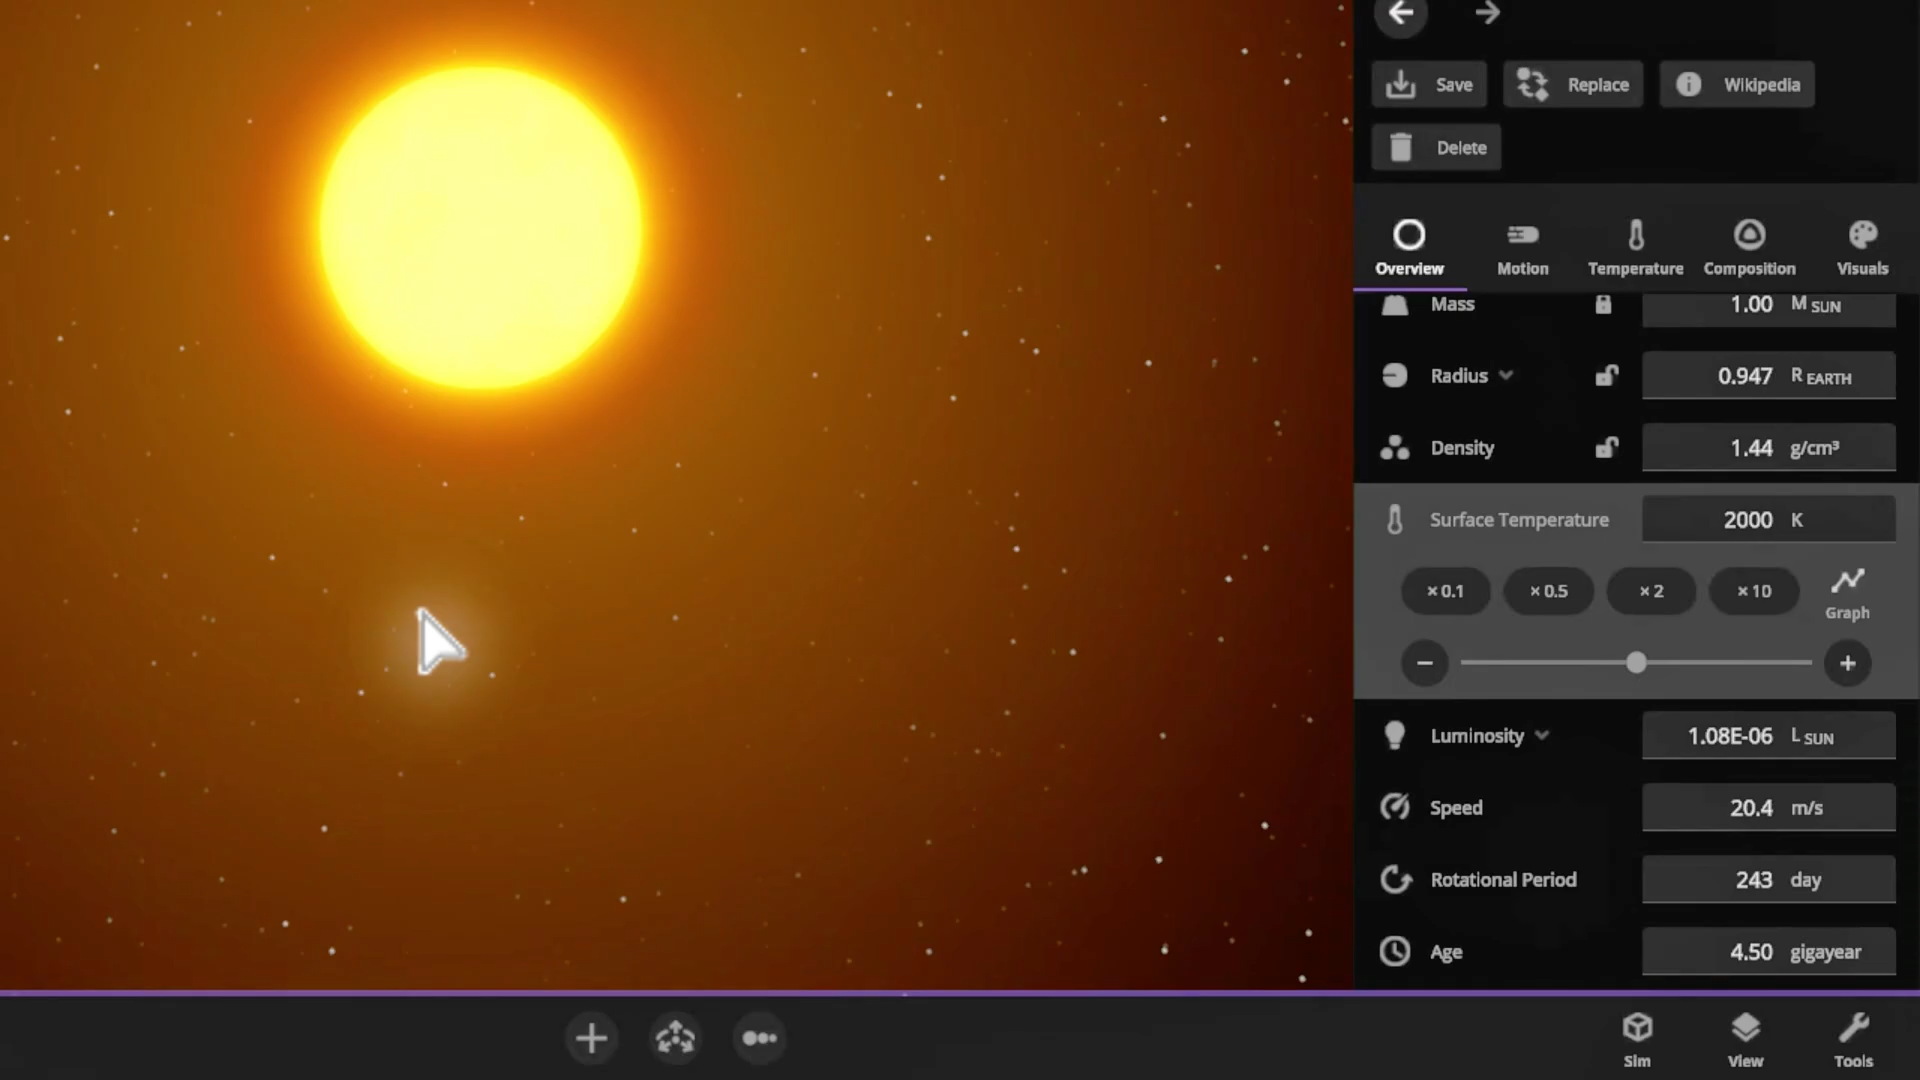 Save Replace Wikipedia
Delete
Overview Motion Temperature Composition Visuals
Mass 1.00 M SUN
Radius 0.947 R EARTH
Density 1.44 g/cm³
Surface Temperature 2000 K
×0.1 ×0.5 ×2 ×10
Graph
Luminosity 1.08E-06 L SUN
Speed 20.4 m/s
Rotational Period 243 day
Age 4.50 gigayear
Sim View Tools